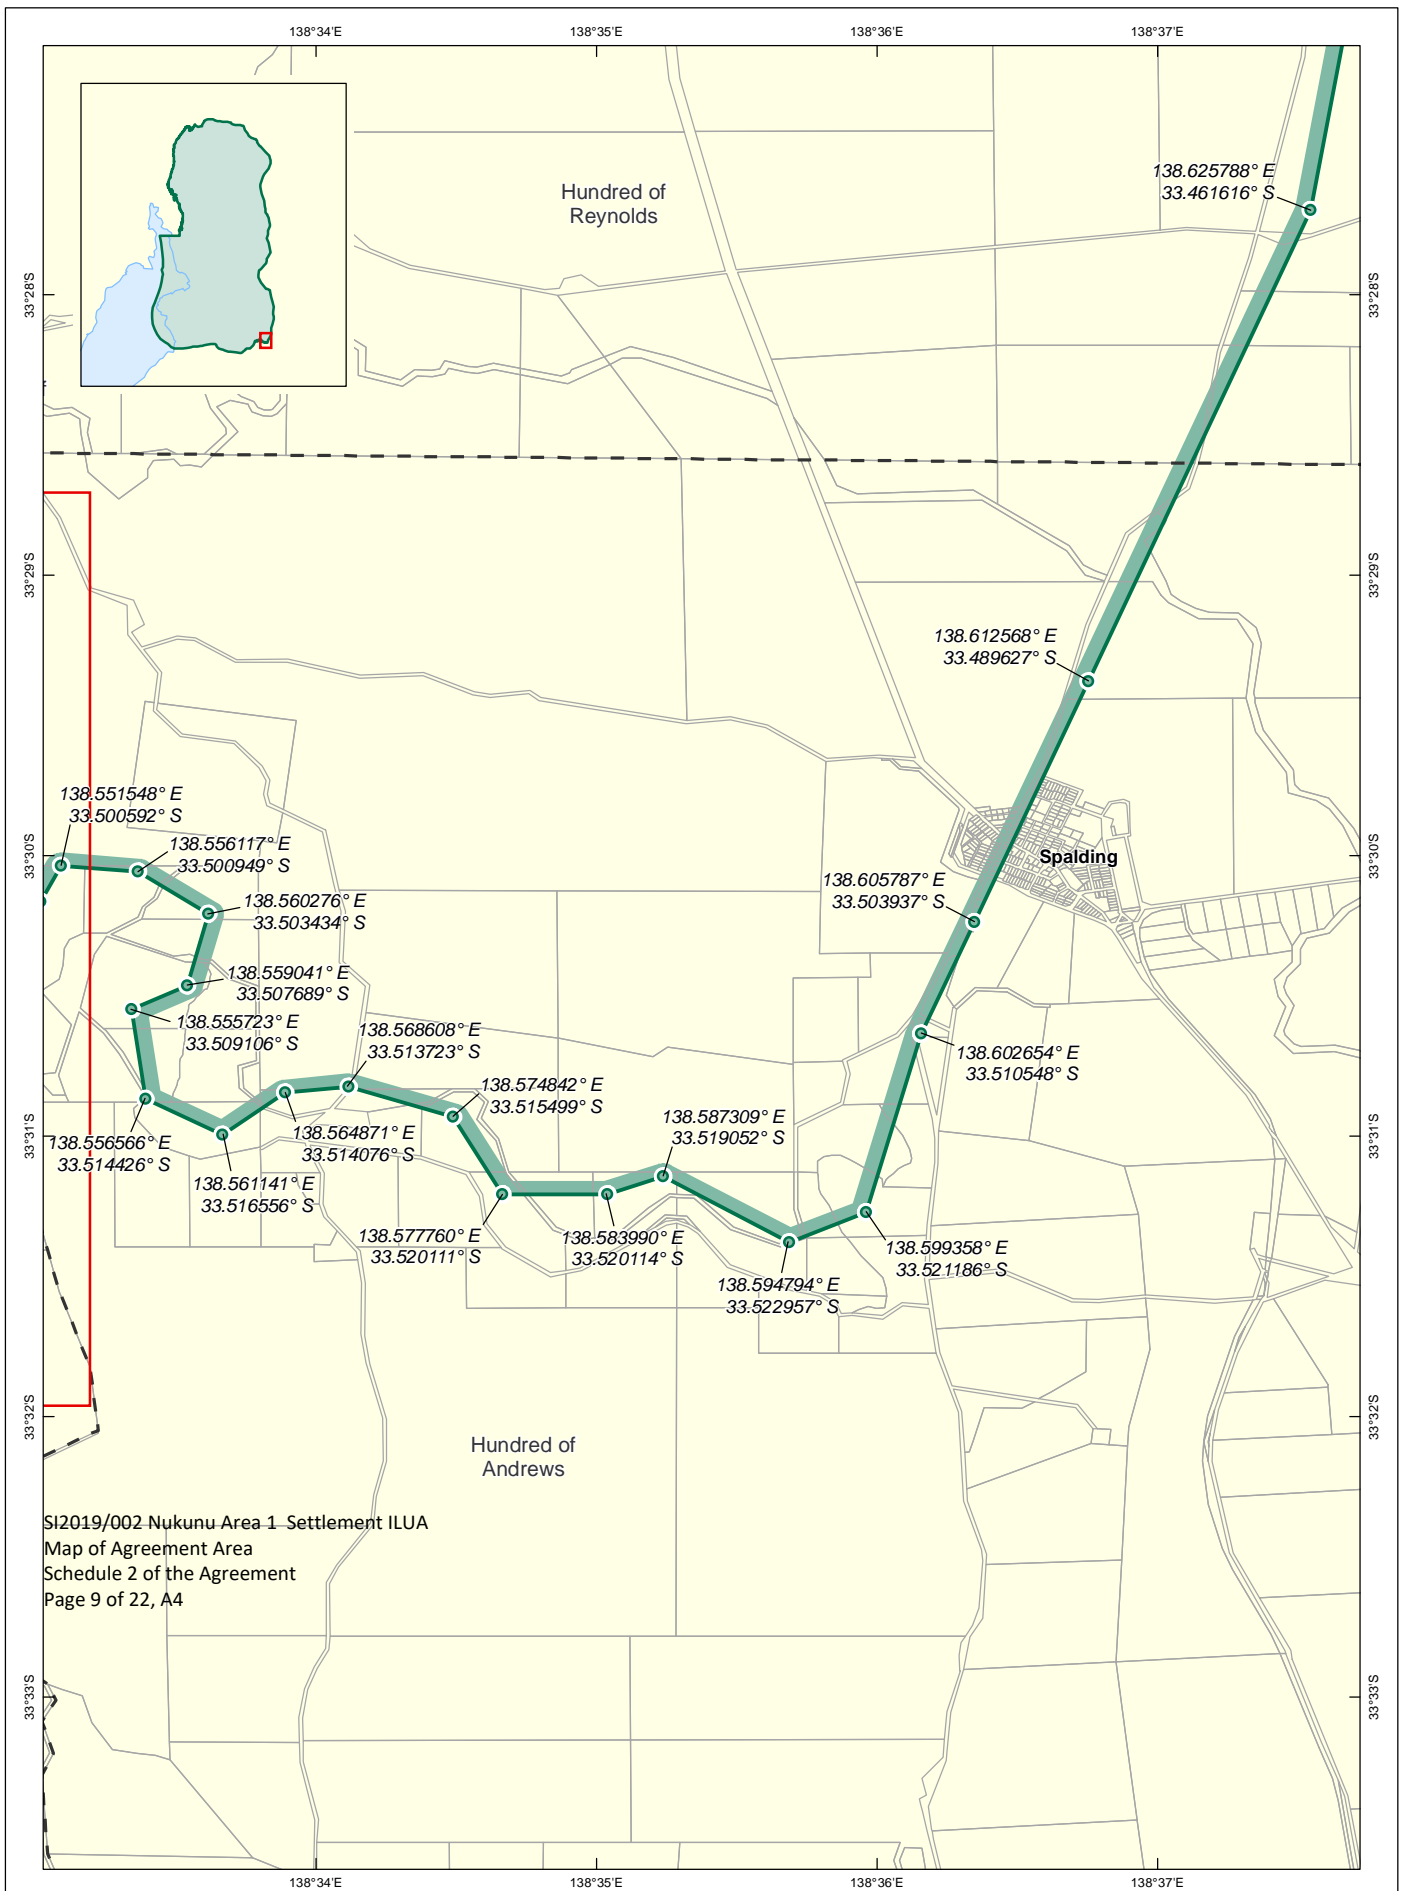 138°34'E
138°35'E
138°36'E
138°37'E
138.625788° E
33.461616° S
Hundred of
Reynolds
33°28'S
33°28'S
33°29'S
33°29'S
138.612568° E
33.489627° S
138.551548° E
33.500592° S
138.556117° E
33.500949° S
33°30'S
Spalding
33°30'S
138.605787° E
33.503937° S
138.560276° E
33.503434° S
138.559041° E
33.507689° S
138.555723° E
33.509106° S
138.568608° E
33.513723° S
138.602654° E
33.510548° S
138.574842° E
33.515499° S
138.587309° E
33.519052° S
33°31'S
33°31'S
138.556566° E
33.514426° S
138.564871° E
33.514076° S
138.561141° E
33.516556° S
138.577760° E
33.520111° S
138.583990° E
33.520114° S
138.599358° E
33.521186° S
138.594794° E
33.522957° S
33°32'S
33°32'S
Hundred of
Andrews
SI2019/002 Nukunu Area 1 Settlement ILUA
Map of Agreement Area
Schedule 2 of the Agreement
Page 9 of 22, A4
33°33'S
33°33'S
138°34'E
138°35'E
138°36'E
138°37'E